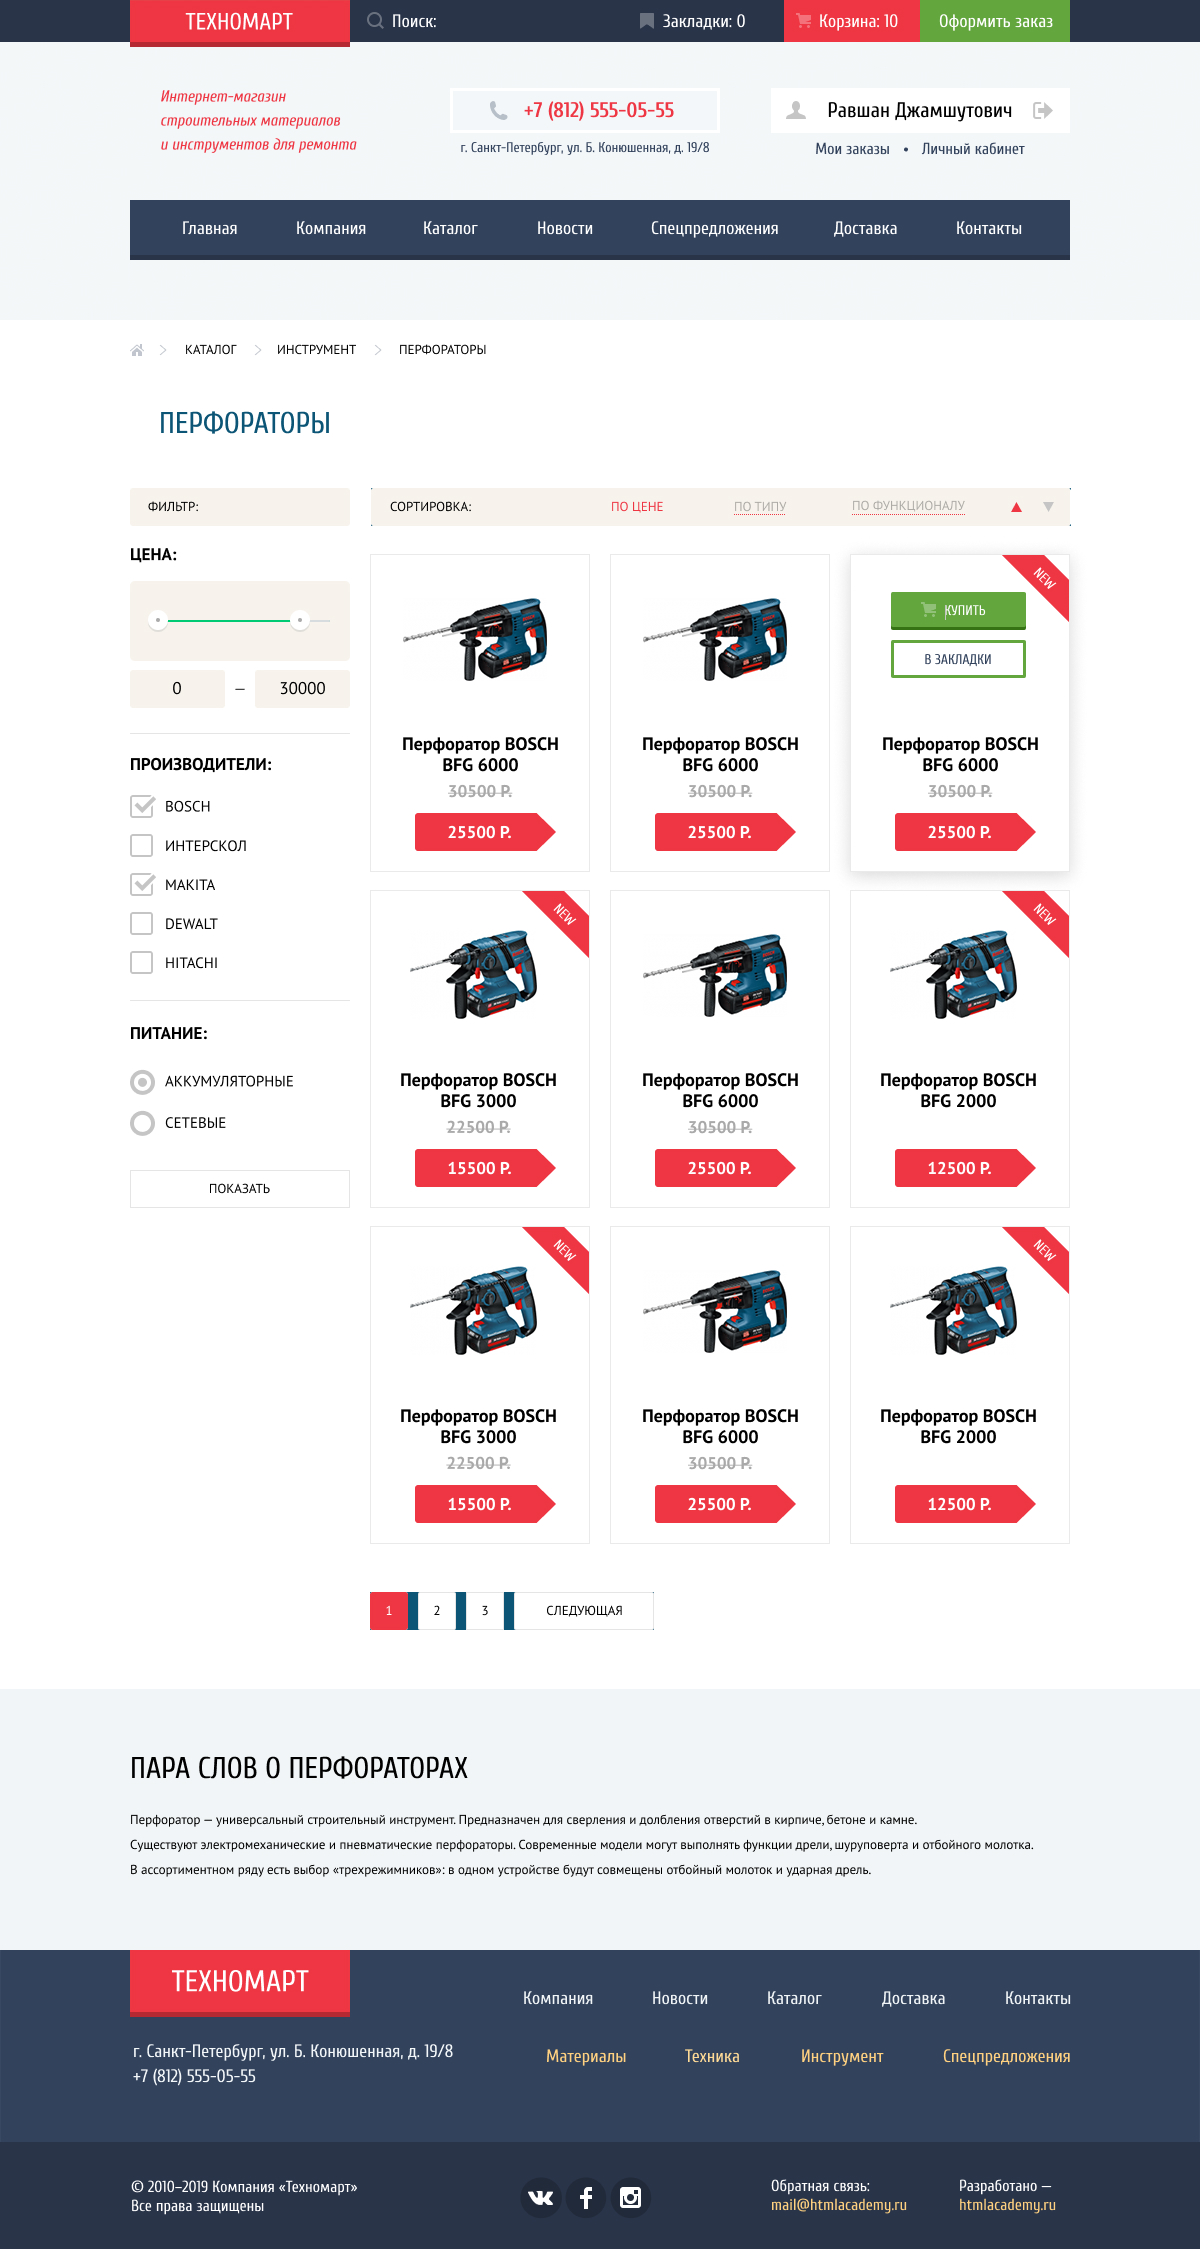 ТЕХНОМАРТ
Поиск:
Закладки: 0
Корзина: 10
Оформить заказ
Интернет-магазин
строительных материалов
и инструментов для ремонта
+7 (812) 555-05-55
г. Санкт-Петербург, ул. Б. Конюшенная, д. 19/8
Равшан Джамшутович
Мои заказы • Личный кабинет
Главная
Компания
Каталог
Новости
Спецпредложения
Доставка
Контакты
КАТАЛОГ
ИНСТРУМЕНТ
ПЕРФОРАТОРЫ
ПЕРФОРАТОРЫ
ФИЛЬТР:
ЦЕНА:
0 – 30000
ПРОИЗВОДИТЕЛИ:
BOSCH
ИНТЕРСКОЛ
MAKITA
DEWALT
HITACHI
ПИТАНИЕ:
АККУМУЛЯТОРНЫЕ
СЕТЕВЫЕ
ПОКАЗАТЬ
СОРТИРОВКА:
ПО ЦЕНЕ
ПО ТИПУ
ПО ФУНКЦИОНАЛУ
Перфоратор BOSCH
BFG 6000
30500 Р.
25500 Р.
Перфоратор BOSCH
BFG 6000
30500 Р.
25500 Р.
NEW
КУПИТЬ
В ЗАКЛАДКИ
Перфоратор BOSCH
BFG 6000
30500 Р.
25500 Р.
NEW
Перфоратор BOSCH
BFG 3000
22500 Р.
15500 Р.
Перфоратор BOSCH
BFG 6000
30500 Р.
25500 Р.
NEW
Перфоратор BOSCH
BFG 2000
12500 Р.
NEW
Перфоратор BOSCH
BFG 3000
22500 Р.
15500 Р.
Перфоратор BOSCH
BFG 6000
30500 Р.
25500 Р.
NEW
Перфоратор BOSCH
BFG 2000
12500 Р.
1
2
3
СЛЕДУЮЩАЯ
ПАРА СЛОВ О ПЕРФОРАТОРАХ
Перфоратор — универсальный строительный инструмент. Предназначен для сверления и долбления отверстий в кирпиче, бетоне и камне.
Существуют электромеханические и пневматические перфораторы. Современные модели могут выполнять функции дрели, шуруповерта и отбойного молотка.
В ассортиментном ряду есть выбор «трехрежимников»: в одном устройстве будут совмещены отбойный молоток и ударная дрель.
ТЕХНОМАРТ
г. Санкт-Петербург, ул. Б. Конюшенная, д. 19/8
+7 (812) 555-05-55
Компания
Новости
Каталог
Доставка
Контакты
Материалы
Техника
Инструмент
Спецпредложения
© 2010–2019 Компания «Техномарт»
Все права защищены
Обратная связь:
mail@htmlacademy.ru
Разработано —
htmlacademy.ru